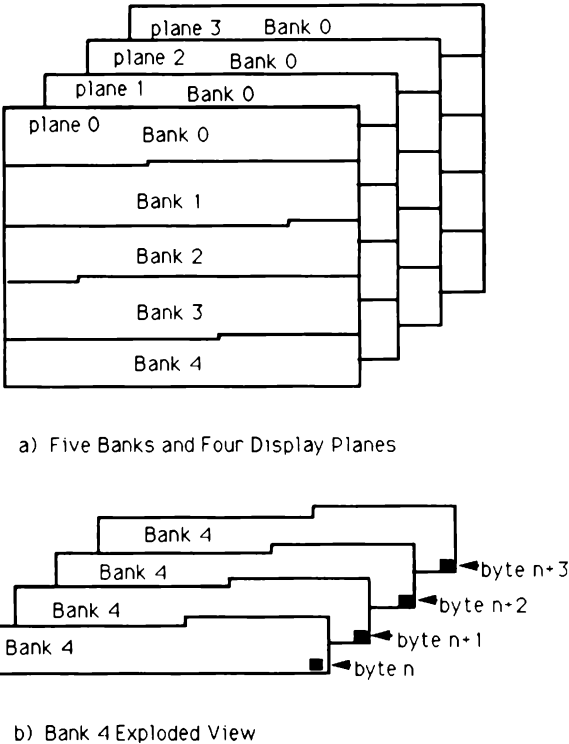 plane 3 Bank 0
plane 2 Bank 0
plane 1 Bank 0
plane 0 Bank 0
Bank 1
Bank 2
Bank 3
Bank 4
a) Five Banks and Four Display Planes
Bank 4
byte n+3
Bank 4
byte n+2
Bank 4
byte n+1
Bank 4
byte n
b) Bank 4 Exploded View